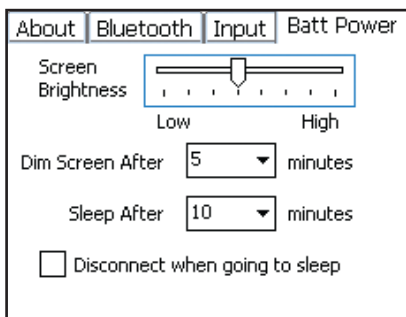 About Bluetooth Input Batt Power
Screen
Brightness
Low High
Dim Screen After 5 minutes
Sleep After 10 minutes
Disconnect when going to sleep